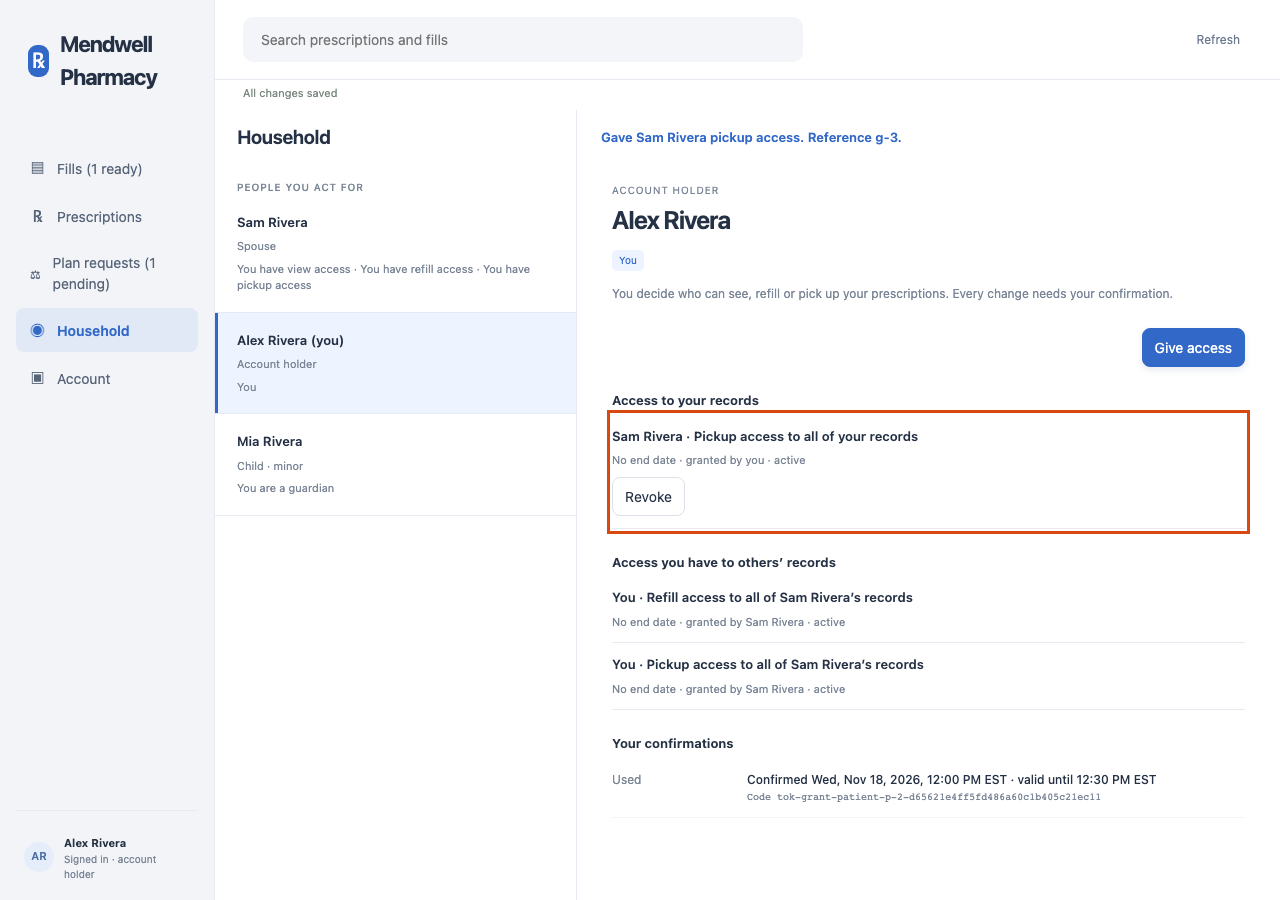 Mendwell
Pharmacy
Fills (1 ready)
Prescriptions
Plan requests (1
pending)
Household
Account
AR
Alex Rivera
Signed in · account
holder
Search prescriptions and fills
Refresh
All changes saved
Household
PEOPLE YOU ACT FOR
Sam Rivera
Spouse
You have view access · You have refill access · You have
pickup access
Alex Rivera (you)
Account holder
You
Mia Rivera
Child · minor
You are a guardian
Gave Sam Rivera pickup access. Reference g-3.
ACCOUNT HOLDER
Alex Rivera
You
You decide who can see, refill or pick up your prescriptions. Every change needs your confirmation.
Give access
Access to your records
Sam Rivera · Pickup access to all of your records
No end date · granted by you · active
Revoke
Access you have to others’ records
You · Refill access to all of Sam Rivera’s records
No end date · granted by Sam Rivera · active
You · Pickup access to all of Sam Rivera’s records
No end date · granted by Sam Rivera · active
Your confirmations
Used
Confirmed Wed, Nov 18, 2026, 12:00 PM EST · valid until 12:30 PM EST
Code tok-grant-patient-p-2-d65621e4ff5fd486a60c1b405c21ec11